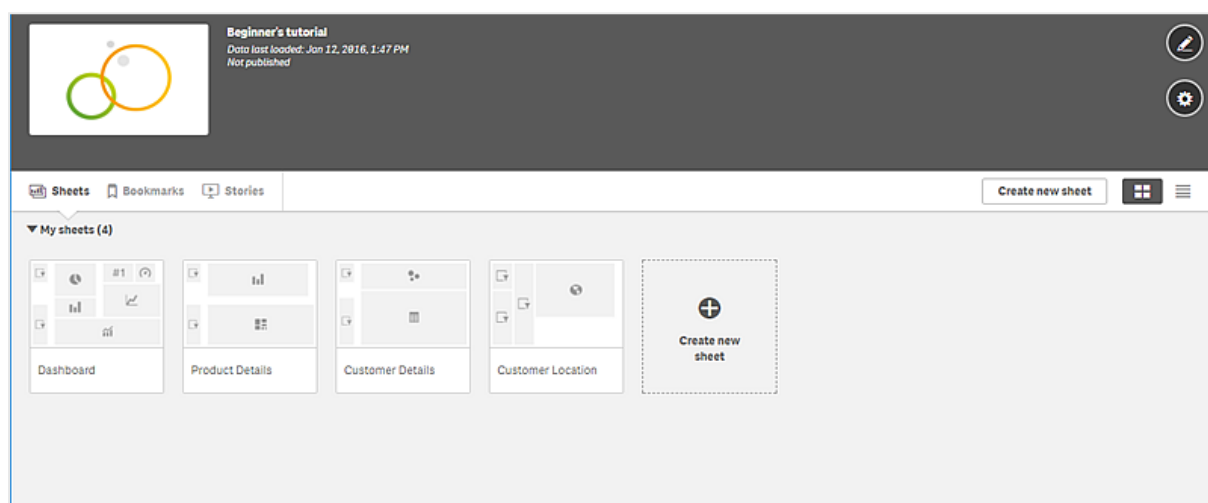 Beginner's tutorial
Data last loaded: Jan 12, 2016, 1:47 PM
Not published
Sheets
Bookmarks
Stories
Create new sheet
My sheets (4)
#1
Dashboard
Product Details
Customer Details
Customer Location
Create new
sheet